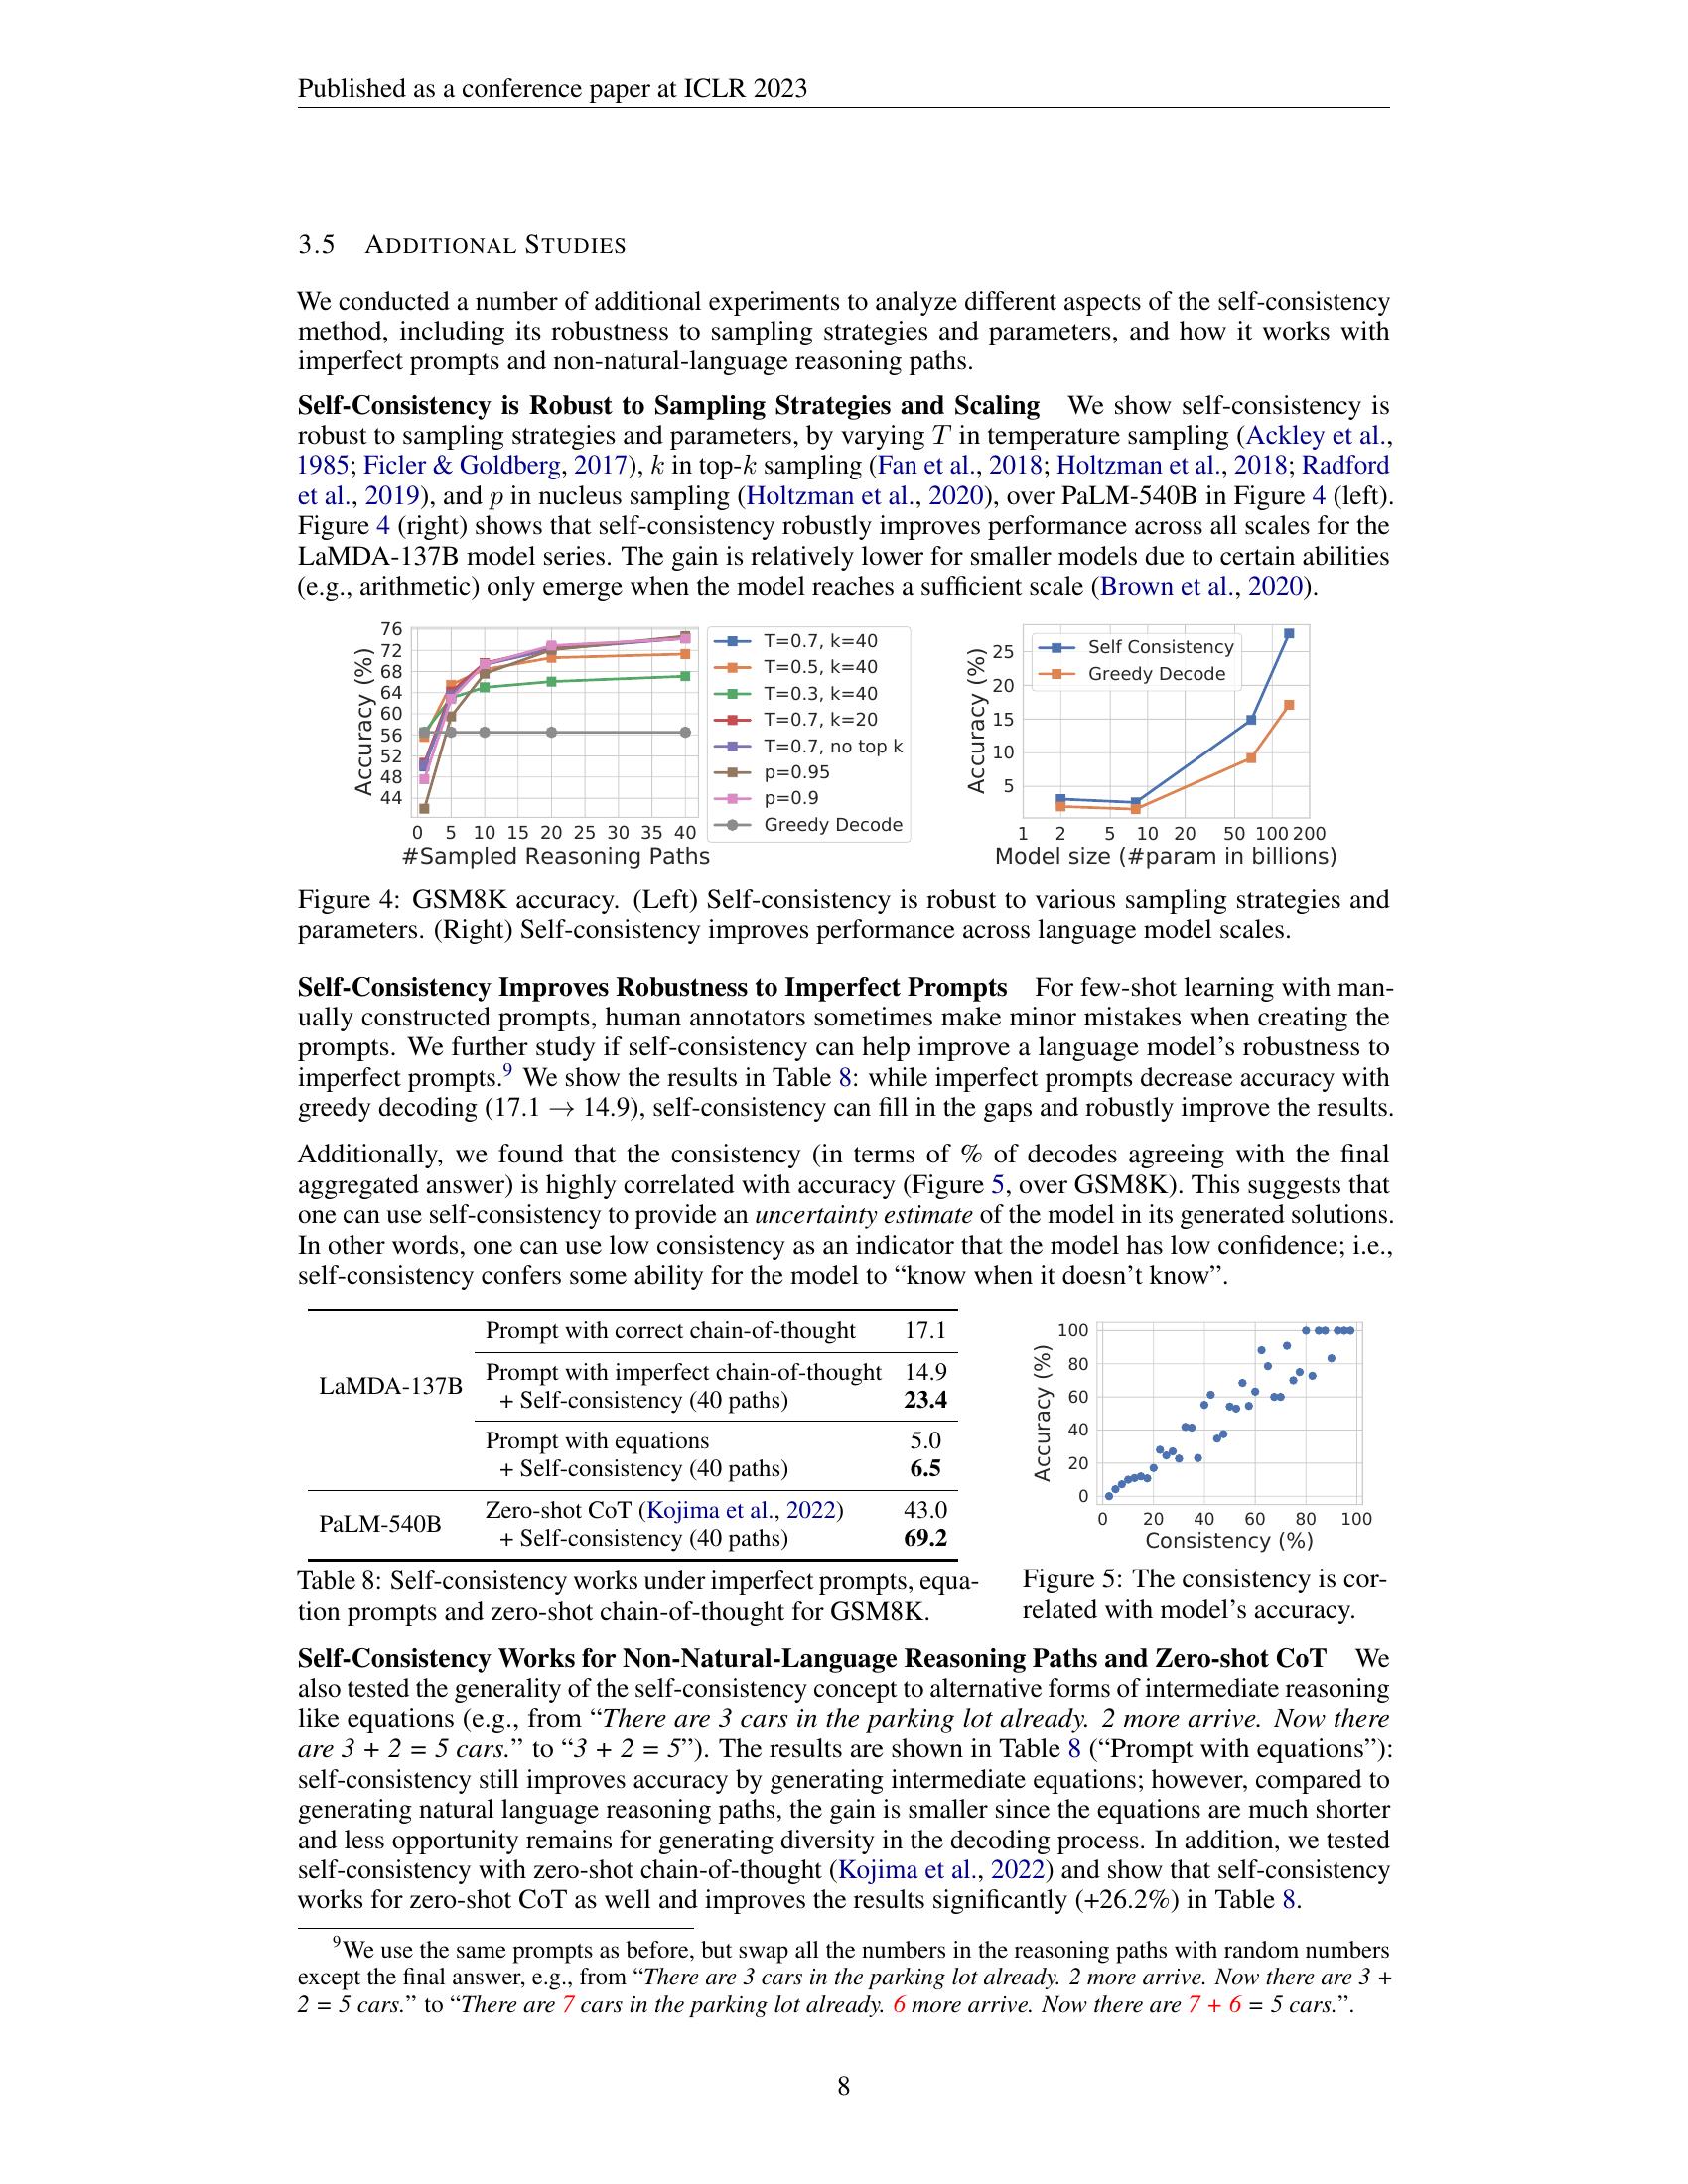 Published as a conference paper at ICLR 2023
3.5 ADDITIONAL STUDIES
We conducted a number of additional experiments to analyze different aspects of the self-consistency
method, including its robustness to sampling strategies and parameters, and how it works with
imperfect prompts and non-natural-language reasoning paths.
Self-Consistency is Robust to Sampling Strategies and Scaling We show self-consistency is
robust to sampling strategies and parameters, by varying T in temperature sampling (Ackley et al.,
1985; Ficler & Goldberg, 2017), k in top-k sampling (Fan et al., 2018; Holtzman et al., 2018; Radford
et al., 2019), and p in nucleus sampling (Holtzman et al., 2020), over PaLM-540B in Figure 4 (left).
Figure 4 (right) shows that self-consistency robustly improves performance across all scales for the
LaMDA-137B model series. The gain is relatively lower for smaller models due to certain abilities
(e.g., arithmetic) only emerge when the model reaches a sufficient scale (Brown et al., 2020).
76
72
68
64
60
56
52
48
44
Accuracy (%)
0 5 10 15 20 25 30 35 40
#Sampled Reasoning Paths
T=0.7, k=40
T=0.5, k=40
T=0.3, k=40
T=0.7, k=20
T=0.7, no top k
p=0.95
p=0.9
Greedy Decode
Self Consistency
Greedy Decode
25
20
15
10
5
Accuracy (%)
1 2 5 10 20 50 100 200
Model size (#param in billions)
Figure 4: GSM8K accuracy. (Left) Self-consistency is robust to various sampling strategies and
parameters. (Right) Self-consistency improves performance across language model scales.
Self-Consistency Improves Robustness to Imperfect Prompts For few-shot learning with man-
ually constructed prompts, human annotators sometimes make minor mistakes when creating the
prompts. We further study if self-consistency can help improve a language model's robustness to
imperfect prompts.9 We show the results in Table 8: while imperfect prompts decrease accuracy with
greedy decoding (17.1 → 14.9), self-consistency can fill in the gaps and robustly improve the results.
Additionally, we found that the consistency (in terms of % of decodes agreeing with the final
aggregated answer) is highly correlated with accuracy (Figure 5, over GSM8K). This suggests that
one can use self-consistency to provide an uncertainty estimate of the model in its generated solutions.
In other words, one can use low consistency as an indicator that the model has low confidence; i.e.,
self-consistency confers some ability for the model to "know when it doesn't know".
Prompt with correct chain-of-thought 17.1
LaMDA-137B
Prompt with imperfect chain-of-thought 14.9
+ Self-consistency (40 paths) 23.4
Prompt with equations 5.0
+ Self-consistency (40 paths) 6.5
PaLM-540B
Zero-shot CoT (Kojima et al., 2022) 43.0
+ Self-consistency (40 paths) 69.2
Table 8: Self-consistency works under imperfect prompts, equa-
tion prompts and zero-shot chain-of-thought for GSM8K.
100
80
60
40
20
0
Accuracy (%)
0 20 40 60 80 100
Consistency (%)
Figure 5: The consistency is cor-
related with model's accuracy.
Self-Consistency Works for Non-Natural-Language Reasoning Paths and Zero-shot CoT We
also tested the generality of the self-consistency concept to alternative forms of intermediate reasoning
like equations (e.g., from "There are 3 cars in the parking lot already. 2 more arrive. Now there
are 3 + 2 = 5 cars." to "3 + 2 = 5"). The results are shown in Table 8 ("Prompt with equations"):
self-consistency still improves accuracy by generating intermediate equations; however, compared to
generating natural language reasoning paths, the gain is smaller since the equations are much shorter
and less opportunity remains for generating diversity in the decoding process. In addition, we tested
self-consistency with zero-shot chain-of-thought (Kojima et al., 2022) and show that self-consistency
works for zero-shot CoT as well and improves the results significantly (+26.2%) in Table 8.
9We use the same prompts as before, but swap all the numbers in the reasoning paths with random numbers
except the final answer, e.g., from "There are 3 cars in the parking lot already. 2 more arrive. Now there are 3 +
2 = 5 cars." to "There are 7 cars in the parking lot already. 6 more arrive. Now there are 7 + 6 = 5 cars.".
8